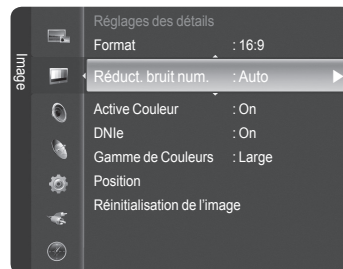 Image
Réglages des détails
Format : 16:9
Réduct. bruit num. : Auto
Active Couleur : On
DNIe : On
Gamme de Couleurs : Large
Position
Réinitialisation de l'image